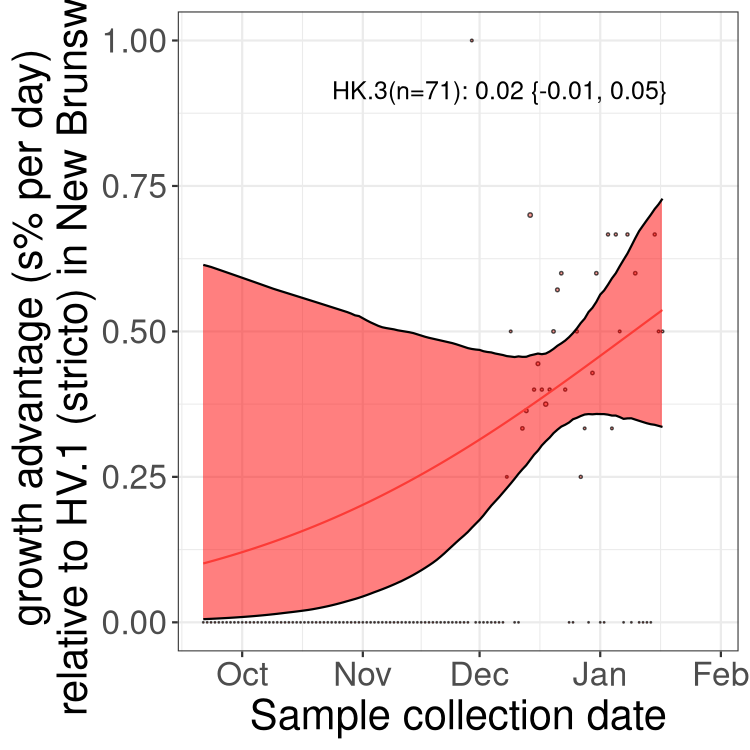 growth advantage (s% per day)
relative to HV.1 (stricto) in New Brunsw
1.00
0.75
0.50
0.25
0.00
HK.3(n=71): 0.02 {-0.01, 0.05}
Oct Nov Dec Jan Feb
Sample collection date